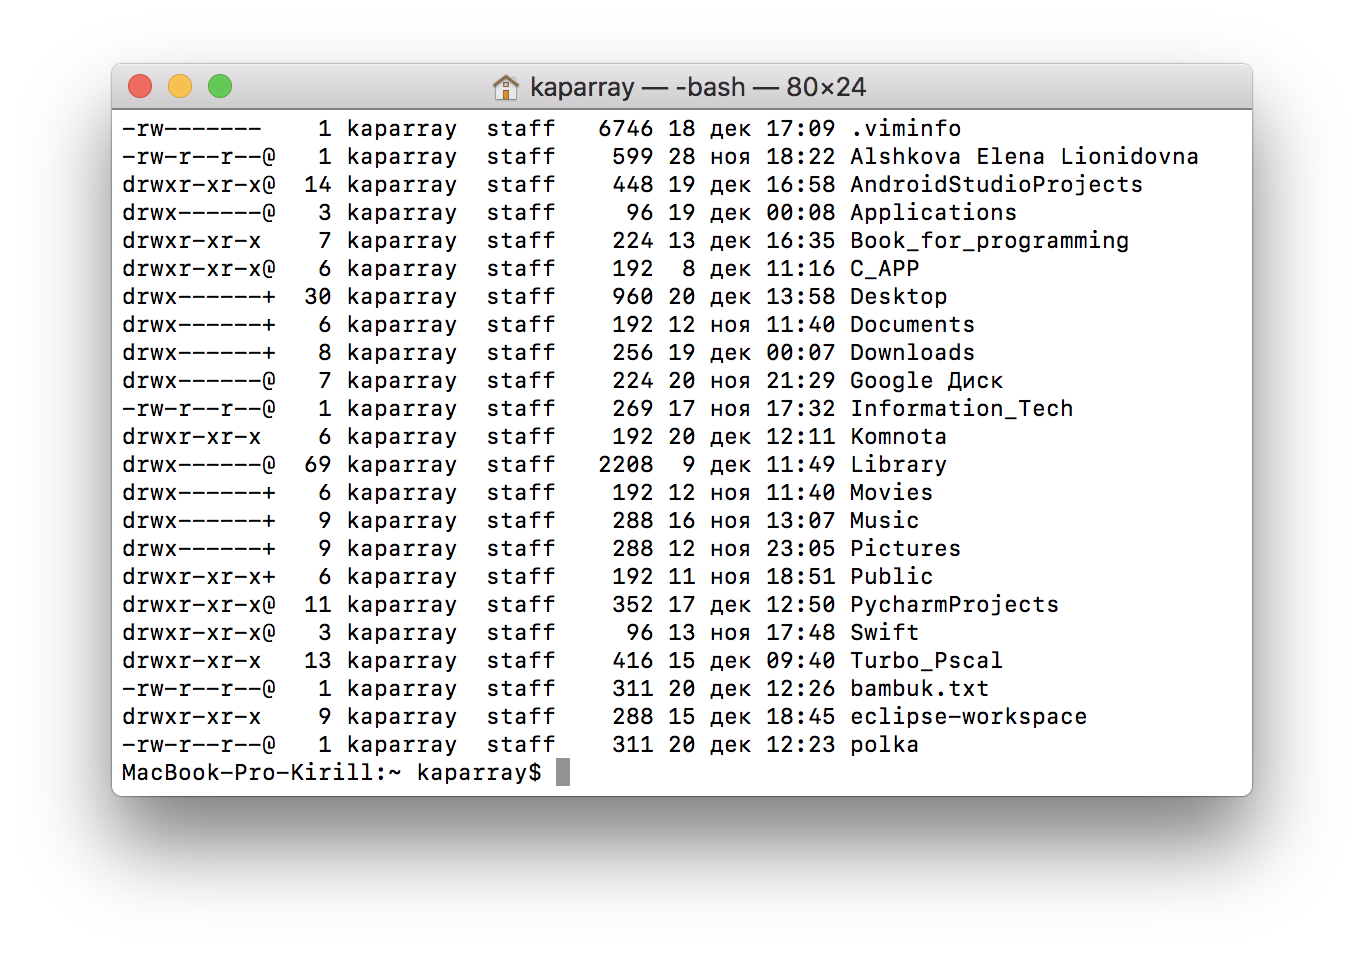 kaparray — -bash — 80×24
-rw-------    1 kaparray  staff   6746 18 дек 17:09 .viminfo
-rw-r--r--@   1 kaparray  staff    599 28 ноя 18:22 Alshkova Elena Lionidovna
drwxr-xr-x@  14 kaparray  staff    448 19 дек 16:58 AndroidStudioProjects
drwx------@   3 kaparray  staff     96 19 дек 00:08 Applications
drwxr-xr-x    7 kaparray  staff    224 13 дек 16:35 Book_for_programming
drwxr-xr-x@   6 kaparray  staff    192  8 дек 11:16 C_APP
drwx------+  30 kaparray  staff    960 20 дек 13:58 Desktop
drwx------+   6 kaparray  staff    192 12 ноя 11:40 Documents
drwx------+   8 kaparray  staff    256 19 дек 00:07 Downloads
drwx------@   7 kaparray  staff    224 20 ноя 21:29 Google Диск
-rw-r--r--@   1 kaparray  staff    269 17 ноя 17:32 Information_Tech
drwxr-xr-x    6 kaparray  staff    192 20 дек 12:11 Komnota
drwx------@  69 kaparray  staff   2208  9 дек 11:49 Library
drwx------+   6 kaparray  staff    192 12 ноя 11:40 Movies
drwx------+   9 kaparray  staff    288 16 ноя 13:07 Music
drwx------+   9 kaparray  staff    288 12 ноя 23:05 Pictures
drwxr-xr-x+   6 kaparray  staff    192 11 ноя 18:51 Public
drwxr-xr-x@  11 kaparray  staff    352 17 дек 12:50 PycharmProjects
drwxr-xr-x@   3 kaparray  staff     96 13 ноя 17:48 Swift
drwxr-xr-x   13 kaparray  staff    416 15 дек 09:40 Turbo_Pscal
-rw-r--r--@   1 kaparray  staff    311 20 дек 12:26 bambuk.txt
drwxr-xr-x    9 kaparray  staff    288 15 дек 18:45 eclipse-workspace
-rw-r--r--@   1 kaparray  staff    311 20 дек 12:23 polka
MacBook-Pro-Kirill:~ kaparray$